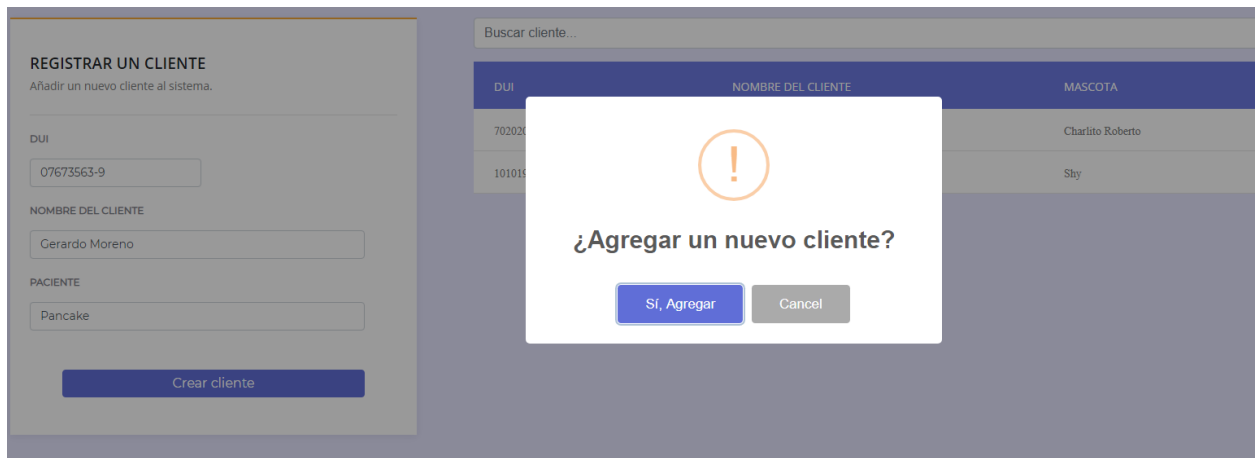 REGISTRAR UN CLIENTE
Añadir un nuevo cliente al sistema.
DUI
07673563-9
NOMBRE DEL CLIENTE
Gerardo Moreno
PACIENTE
Pancake
Crear cliente
Buscar cliente...
DUI NOMBRE DEL CLIENTE MASCOTA
Charlito Roberto
Shy
!
¿Agregar un nuevo cliente?
Sí, Agregar Cancel